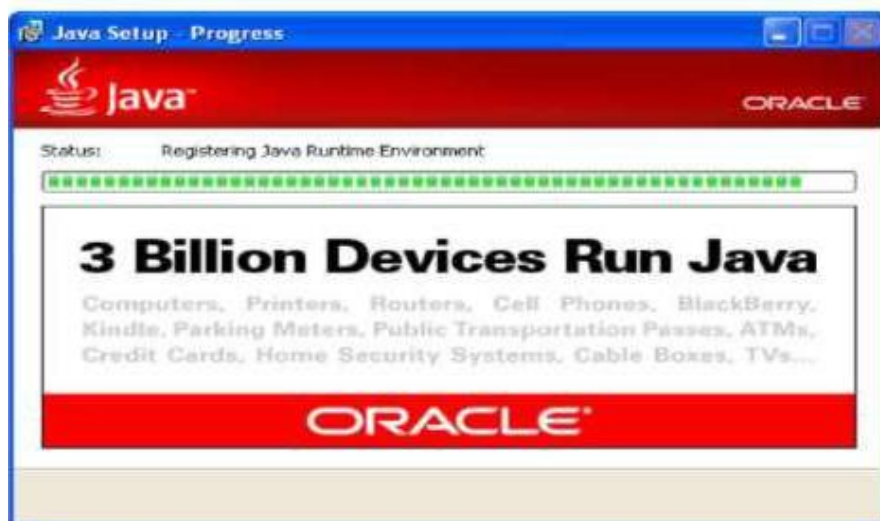 Java Setup - Progress
Java™
ORACLE
Status: Registering Java Runtime Environment
3 Billion Devices Run Java
Computers, Printers, Routers, Cell Phones, BlackBerry,
Kindle, Parking Meters, Public Transportation Passes, ATMs,
Credit Cards, Home Security Systems, Cable Boxes, TVs...
ORACLE®